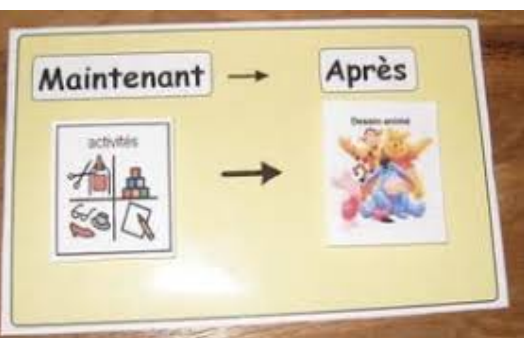 Maintenant → Après
activités
Dessin animé